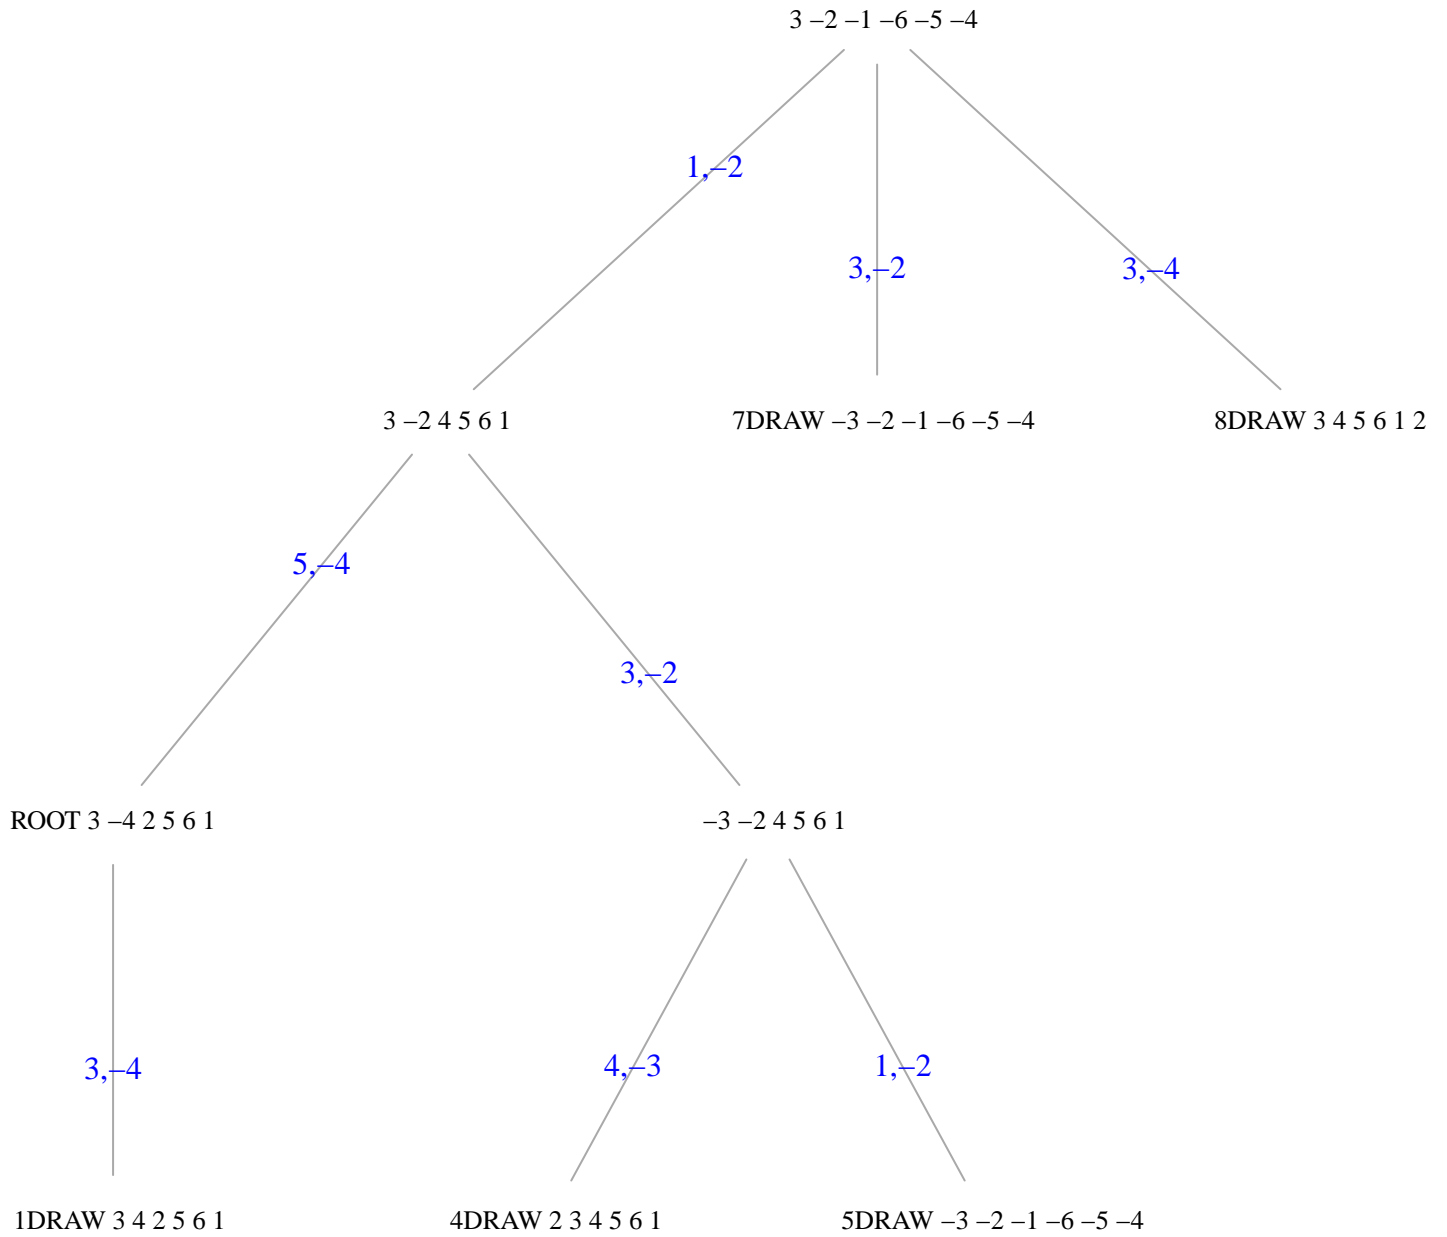 3 –2 –1 –6 –5 –4
1,–2
3,–2
3,–4
3 –2 4 5 6 1
7DRAW –3 –2 –1 –6 –5 –4
8DRAW 3 4 5 6 1 2
5,–4
3,–2
ROOT 3 –4 2 5 6 1
–3 –2 4 5 6 1
3,–4
4,–3
1,–2
1DRAW 3 4 2 5 6 1
4DRAW 2 3 4 5 6 1
5DRAW –3 –2 –1 –6 –5 –4